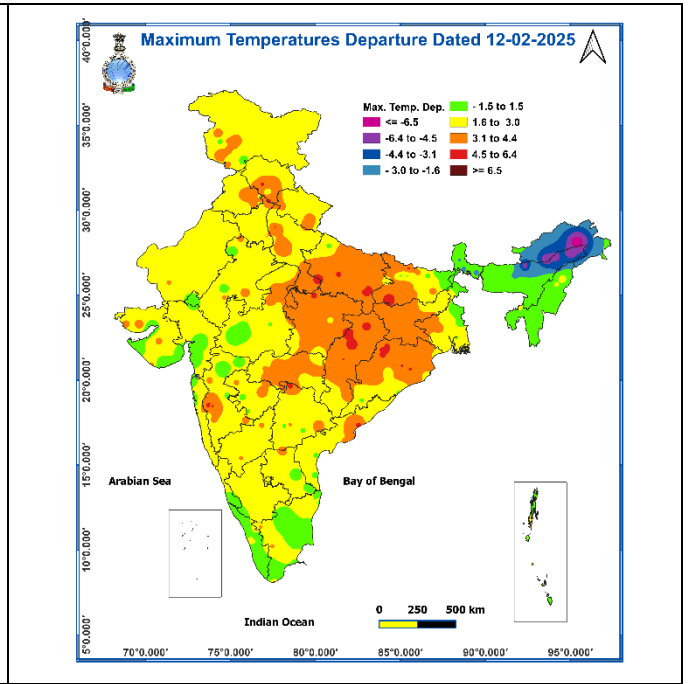 Maximum Temperatures Departure Dated 12-02-2025
Max. Temp. Dep.
<= -6.5
-6.4 to -4.5
-4.4 to -3.1
- 3.0 to -1.6
- 1.5 to 1.5
1.6 to 3.0
3.1 to 4.4
4.5 to 6.4
>= 6.5
40°0.000'
35°0.000'
30°0.000'
25°0.000'
20°0.000'
15°0.000'
10°0.000'
5°0.000'
Arabian Sea
Bay of Bengal
Indian Ocean
0 250 500 km
70°0.000' 75°0.000' 80°0.000' 85°0.000' 90°0.000' 95°0.000'